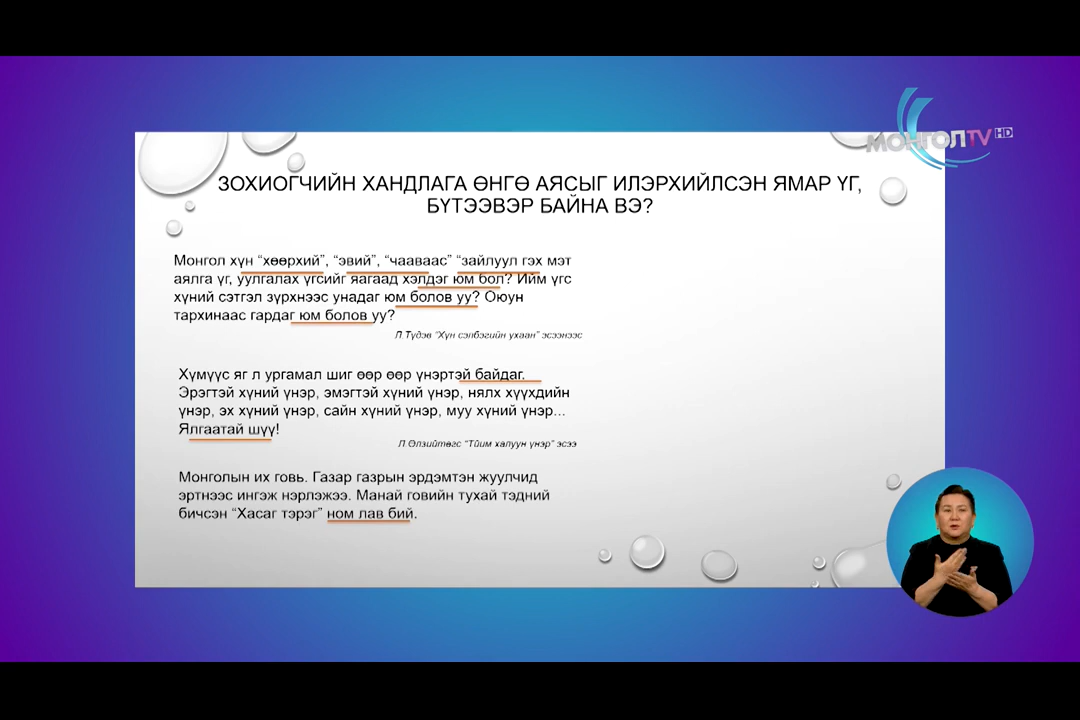 МОНГОЛ TV HD
ЗОХИОГЧИЙН ХАНДЛАГА ӨНГӨ АЯСЫГ ИЛЭРХИЙЛСЭН ЯМАР ҮГ,
БҮТЭЭВЭР БАЙНА ВЭ?
Монгол хүн “хөөрхий”, “эвий”, “чааваас” “зайлуул гэх мэт
аялга үг, уулгалах үгсийг яагаад хэлдэг юм бол? Ийм үгс
хүний сэтгэл зүрхнээс унадаг юм болов уу? Оюун
тархинаас гардаг юм болов уу?
Л.Түдэв “Хүн сэлбэгийн ухаан” эсээнээс
Хүмүүс яг л ургамал шиг өөр өөр үнэртэй байдаг.
Эрэгтэй хүний үнэр, эмэгтэй хүний үнэр, нялх хүүхдийн
үнэр, эх хүний үнэр, сайн хүний үнэр, муу хүний үнэр...
Ялгаатай шүү!
Л.Өлзийтөгс “Тйим халуун үнэр” эсээ
Монголын их говь. Газар газрын эрдэмтэн жуулчид
эртнээс ингэж нэрлэжээ. Манай говийн тухай тэдний
бичсэн “Хасаг тэрэг” ном лав бий.